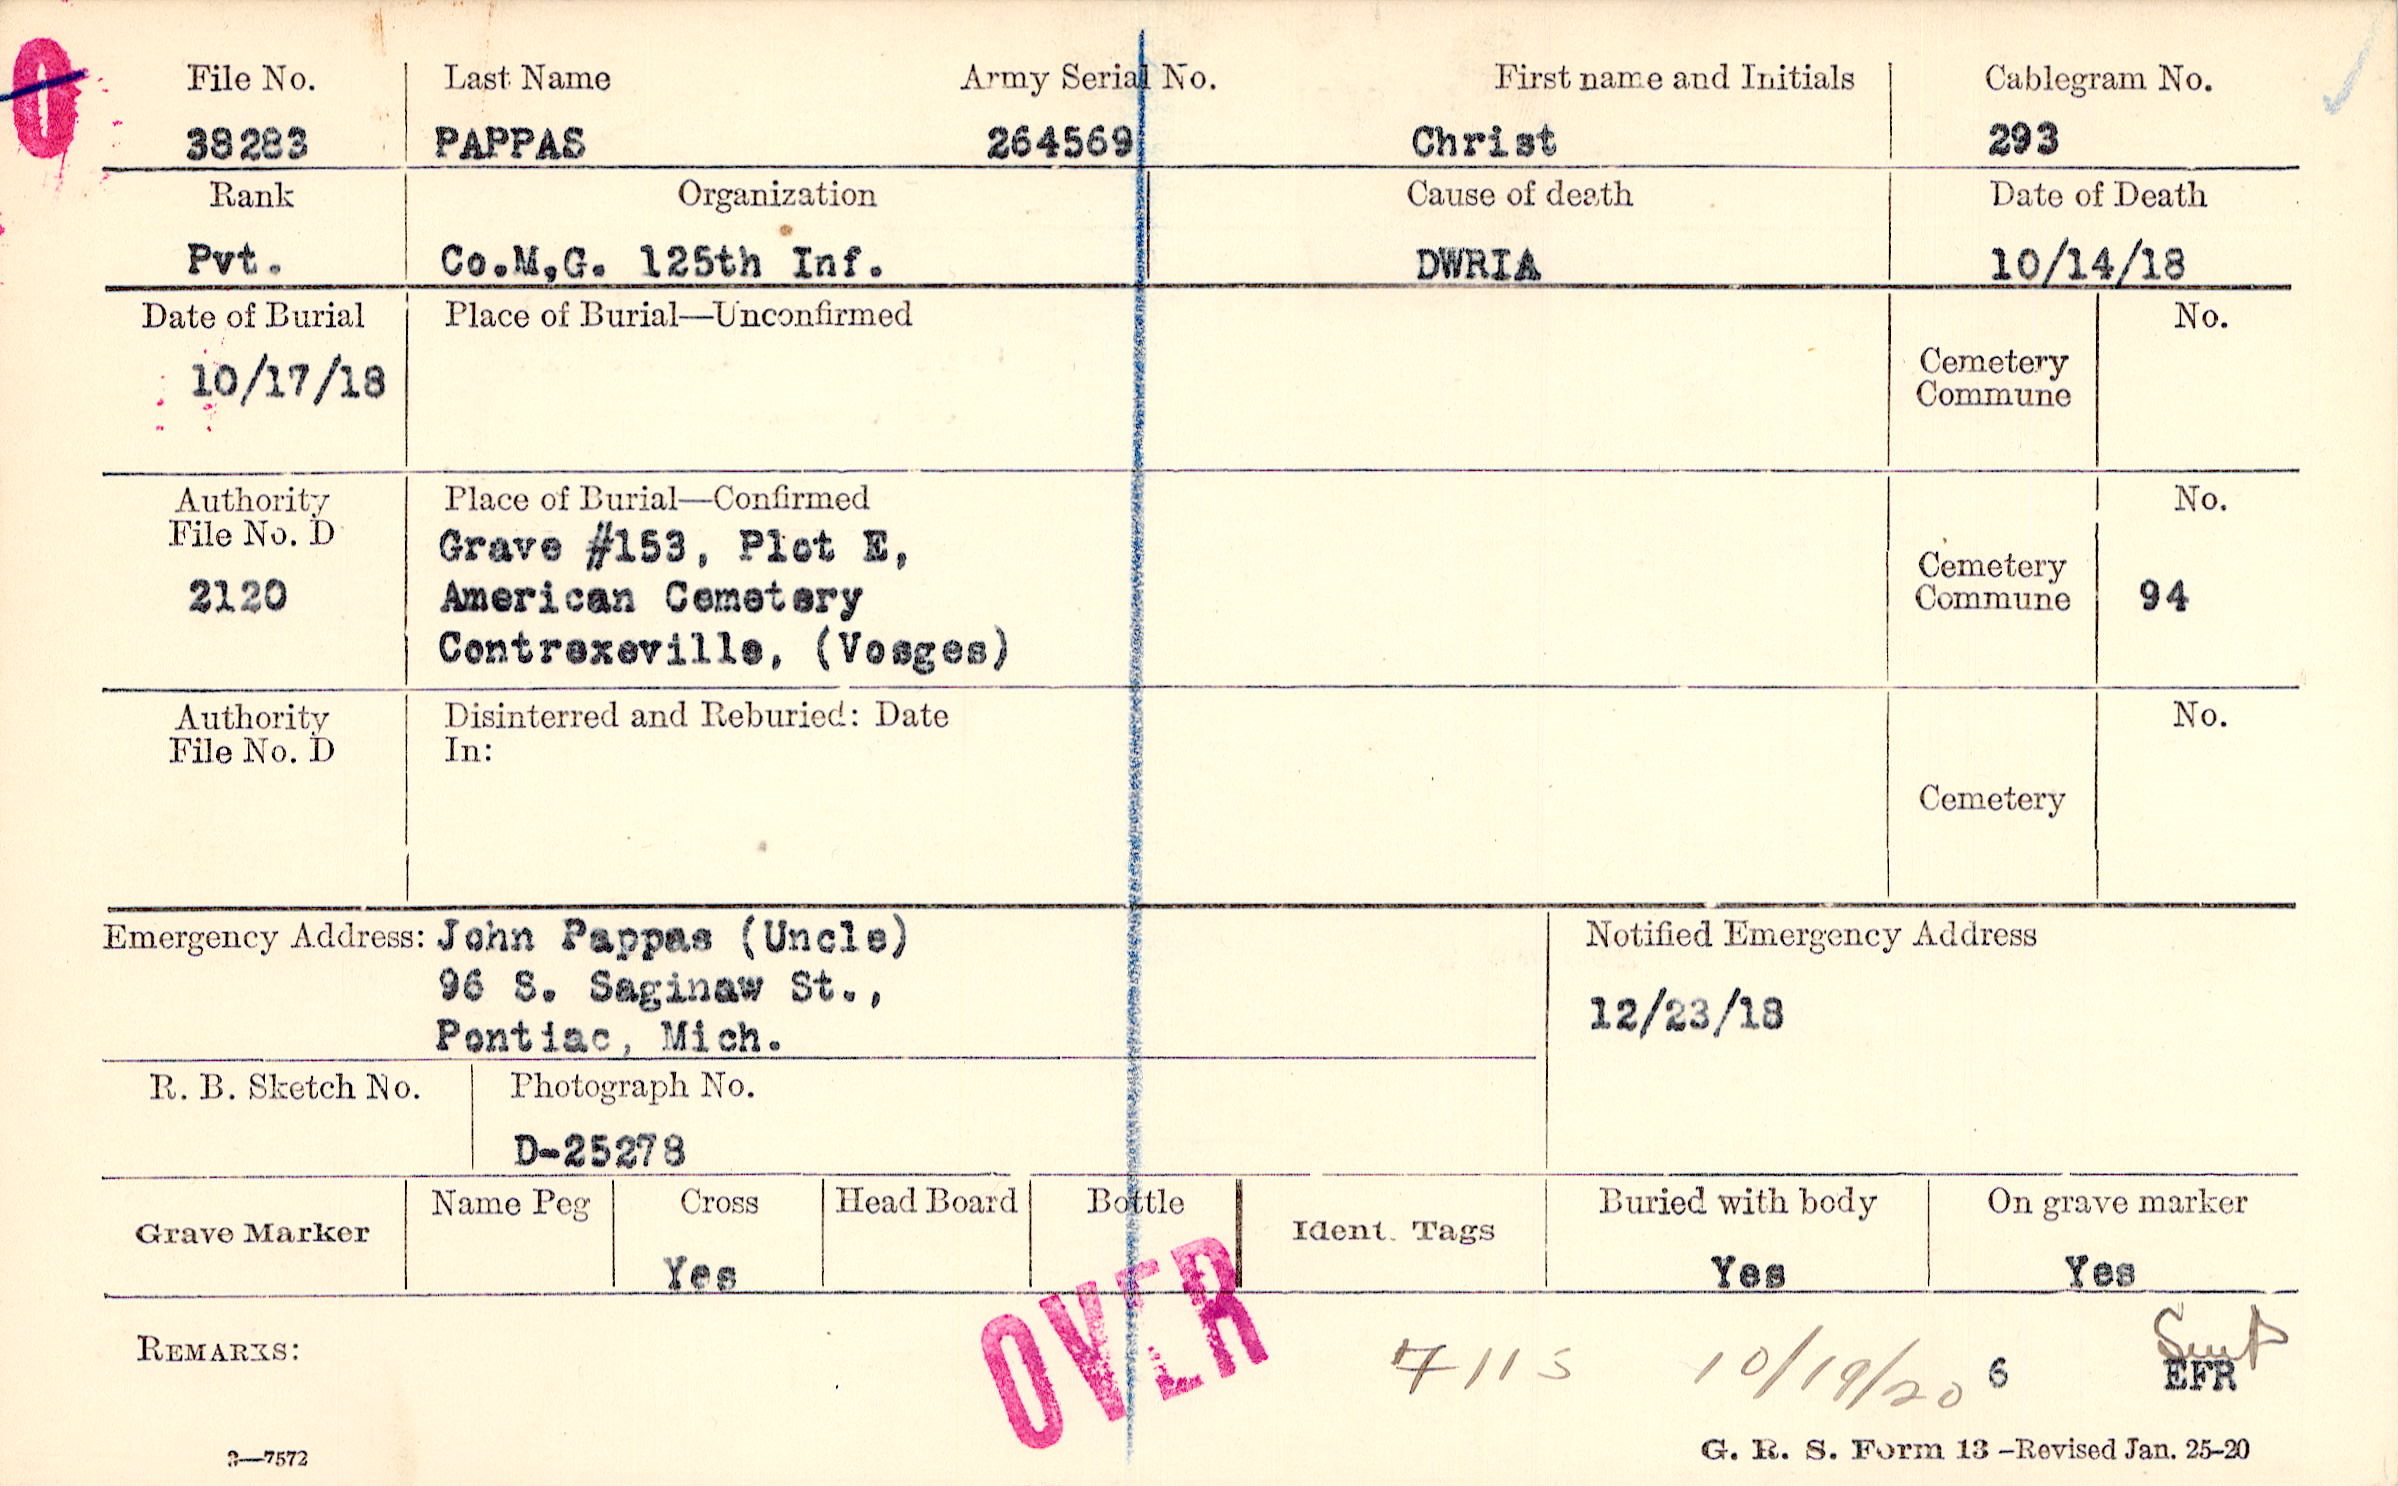 O
File No. Last Name Army Serial No. First name and Initials Cablegram No.
38283 PAPPAS 264569 Christ 293
Rank Organization Cause of death Date of Death
Pvt. Co.M,G. 125th Inf. DWRIA 10/14/18
Date of Burial Place of Burial—Unconfirmed No.
10/17/18 Cemetery
Commune
Authority Place of Burial—Confirmed No.
File No. D Grave #153, Plot E,
2120 American Cemetery Cemetery
Commune 94
Contrexeville, (Vosges)
Authority Disinterred and Reburied: Date No.
File No. D In:
Cemetery
Emergency Address: John Pappas (Uncle) Notified Emergency Address
96 S. Saginaw St.,
12/23/18
Pontiac, Mich.
R. B. Sketch No. Photograph No.
D-25278
Name Peg Cross Head Board Bottle Buried with body On grave marker
Grave Marker Ident. Tags
Yes Yes Yes
OVER
REMARKS: 7115 10/19/20 6 EFR
3—7572 G. R. S. Form 13 -Revised Jan. 25-20